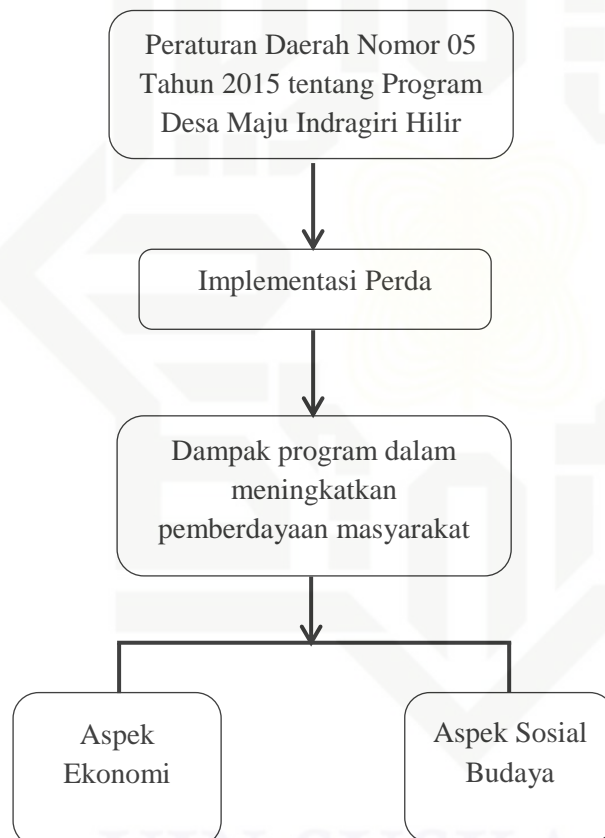 Peraturan Daerah Nomor 05
Tahun 2015 tentang Program
Desa Maju Indragiri Hilir
Implementasi Perda
Dampak program dalam
meningkatkan
pemberdayaan masyarakat
Aspek
Ekonomi
Aspek Sosial
Budaya